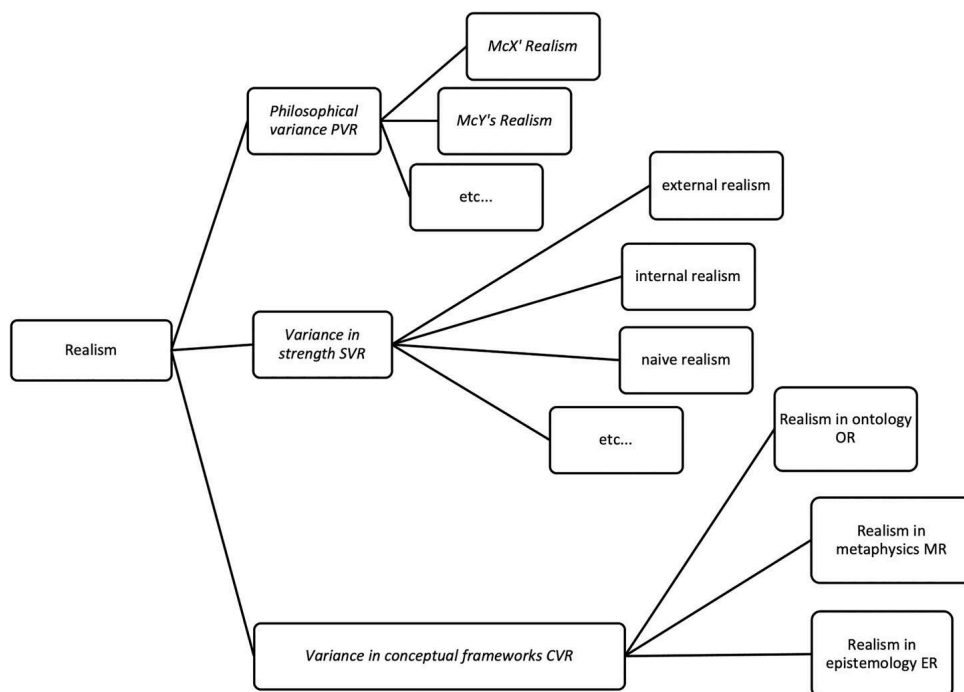 McX' Realism
Philosophical
variance PVR
McY's Realism
etc...
external realism
internal realism
Realism
Variance in
strength SVR
naive realism
etc...
Realism in ontology
OR
Realism in
metaphysics MR
Variance in conceptual frameworks CVR
Realism in
epistemology ER